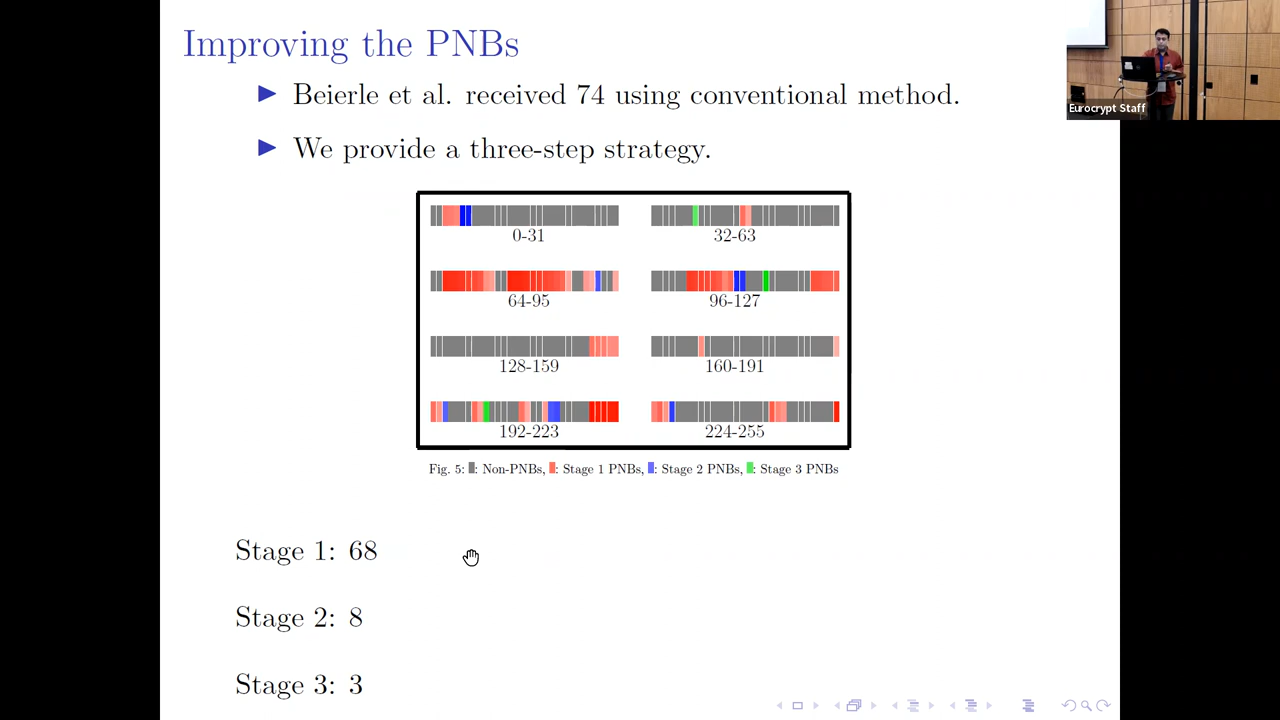 Improving the PNBs
Beierle et al. received 74 using conventional method.
We provide a three-step strategy.
0-31 32-63
64-95 96-127
128-159 160-191
192-223 224-255
Fig. 5: : Non-PNBs, : Stage 1 PNBs, : Stage 2 PNBs, : Stage 3 PNBs
Stage 1: 68
Stage 2: 8
Stage 3: 3
Eurocrypt Staff